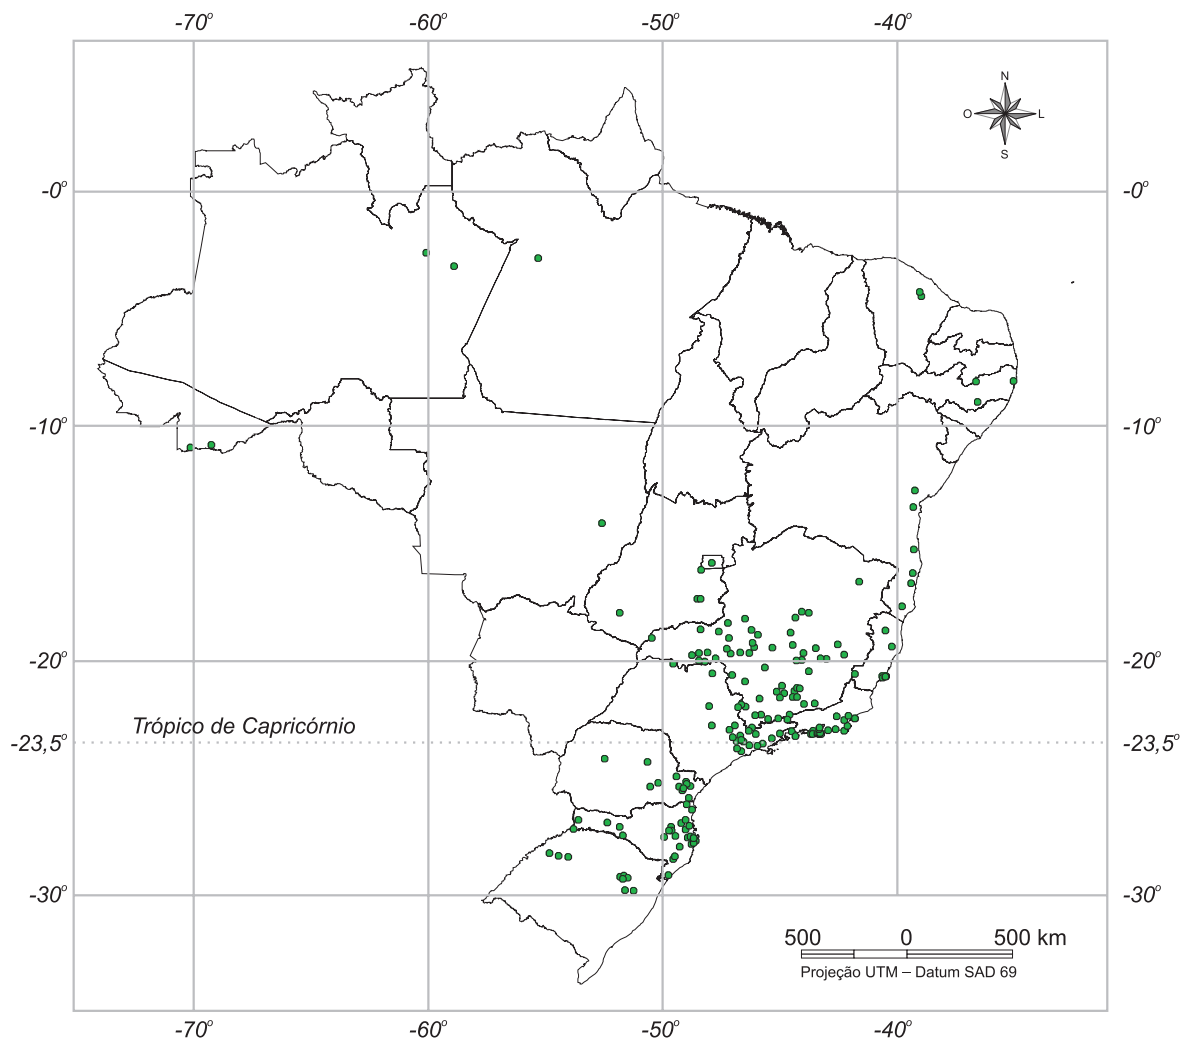 -70º -60º -50º -40º
N
O L
S
-0º -0º
-10º -10º
-20º -20º
Trópico de Capricórnio
-23,5º -23,5º
-30º -30º
500 0 500 km
Projeção UTM – Datum SAD 69
-70º -60º -50º -40º